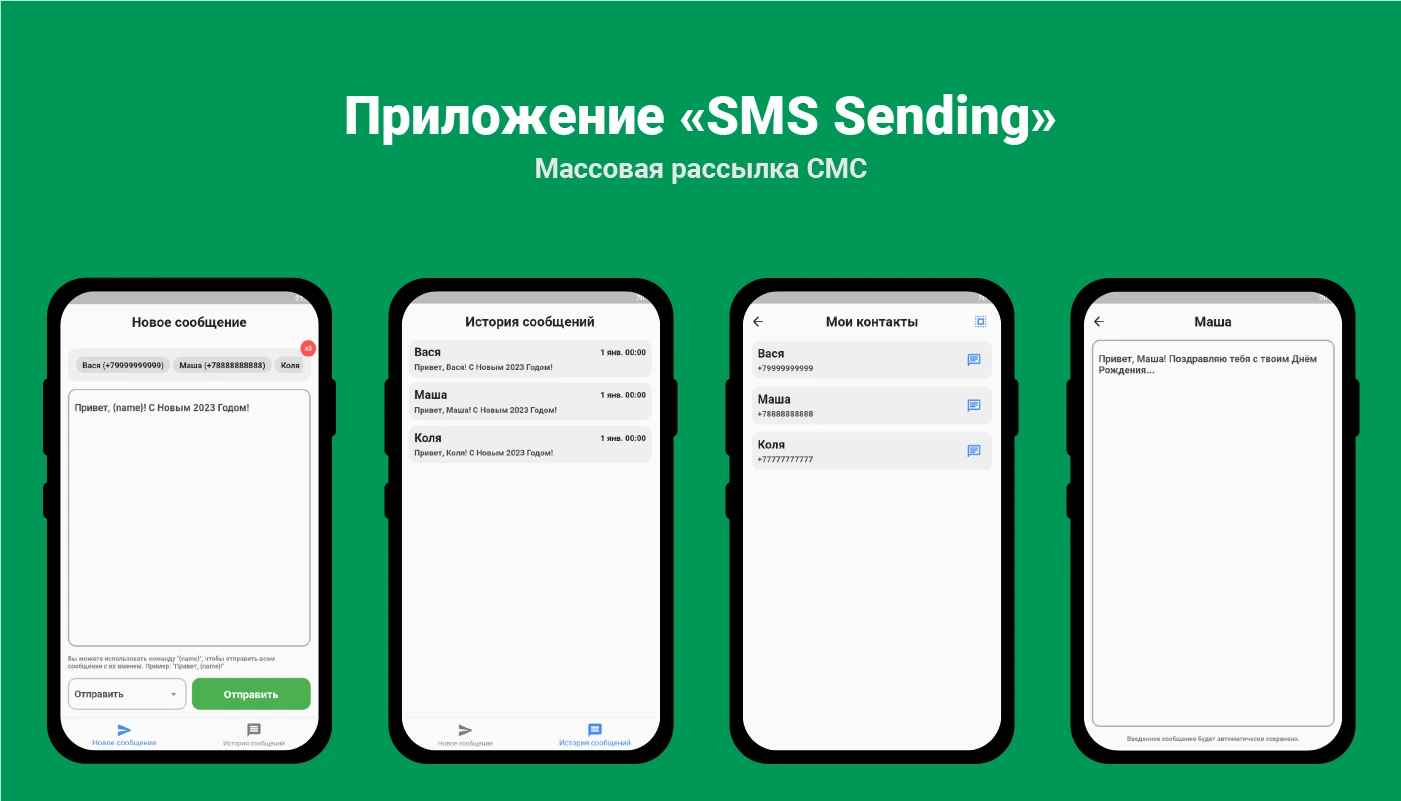 Приложение «SMS Sending»
Массовая рассылка СМС
Новое сообщение
x3
Вася (+79999999999) Маша (+78888888888) Коля
Привет, {name}! С Новым 2023 Годом!
Вы можете использовать команду "{name}", чтобы отправить всем
сообщение с их именем. Пример: "Привет, {name}!"
Отправить
Отправить
Новое сообщение
История сообщений
История сообщений
Вася 1 янв. 00:00
Привет, Вася! С Новым 2023 Годом!
Маша 1 янв. 00:00
Привет, Маша! С Новым 2023 Годом!
Коля 1 янв. 00:00
Привет, Коля! С Новым 2023 Годом!
Новое сообщение
История сообщений
Мои контакты
Вася
+79999999999
Маша
+78888888888
Коля
+77777777777
Маша
Привет, Маша! Поздравляю тебя с твоим Днём
Рождения...
Введенное сообщение будет автоматически сохранено.